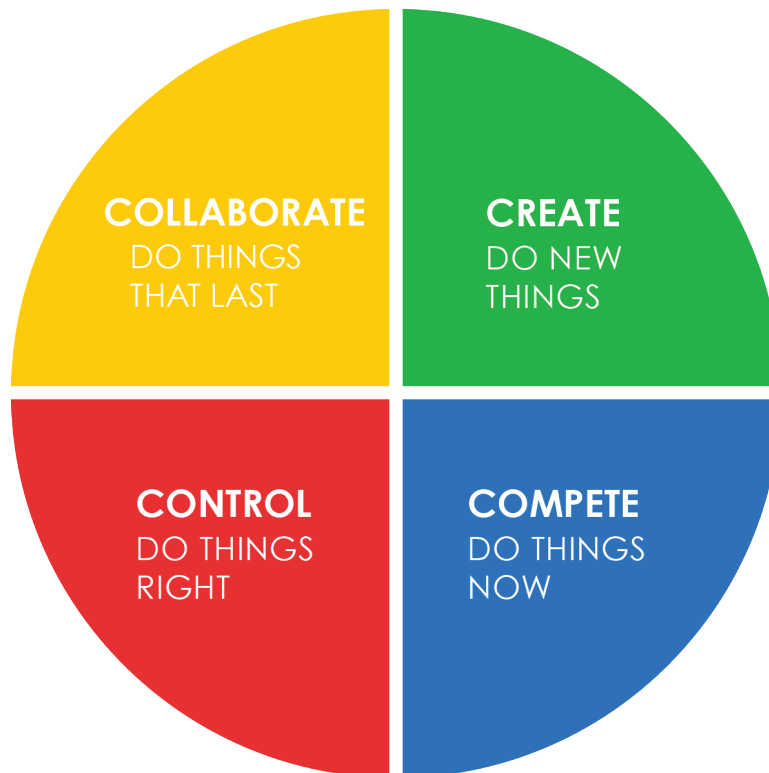 COLLABORATE
DO THINGS
THAT LAST
CREATE
DO NEW
THINGS
CONTROL
DO THINGS
RIGHT
COMPETE
DO THINGS
NOW